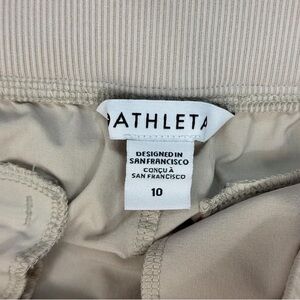 ATHLETA
DESIGNED IN
SAN FRANCISCO
CONÇU À
SAN FRANCISCO
10